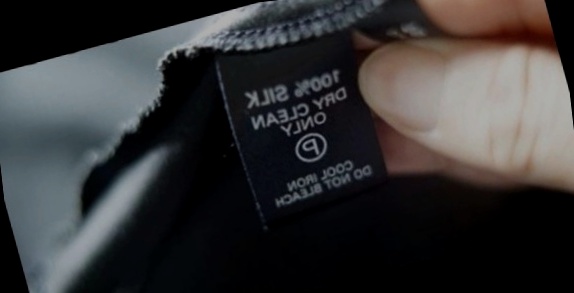 100% SILK
DRY CLEAN
ONLY
P
COOL IRON
DO NOT BLEACH